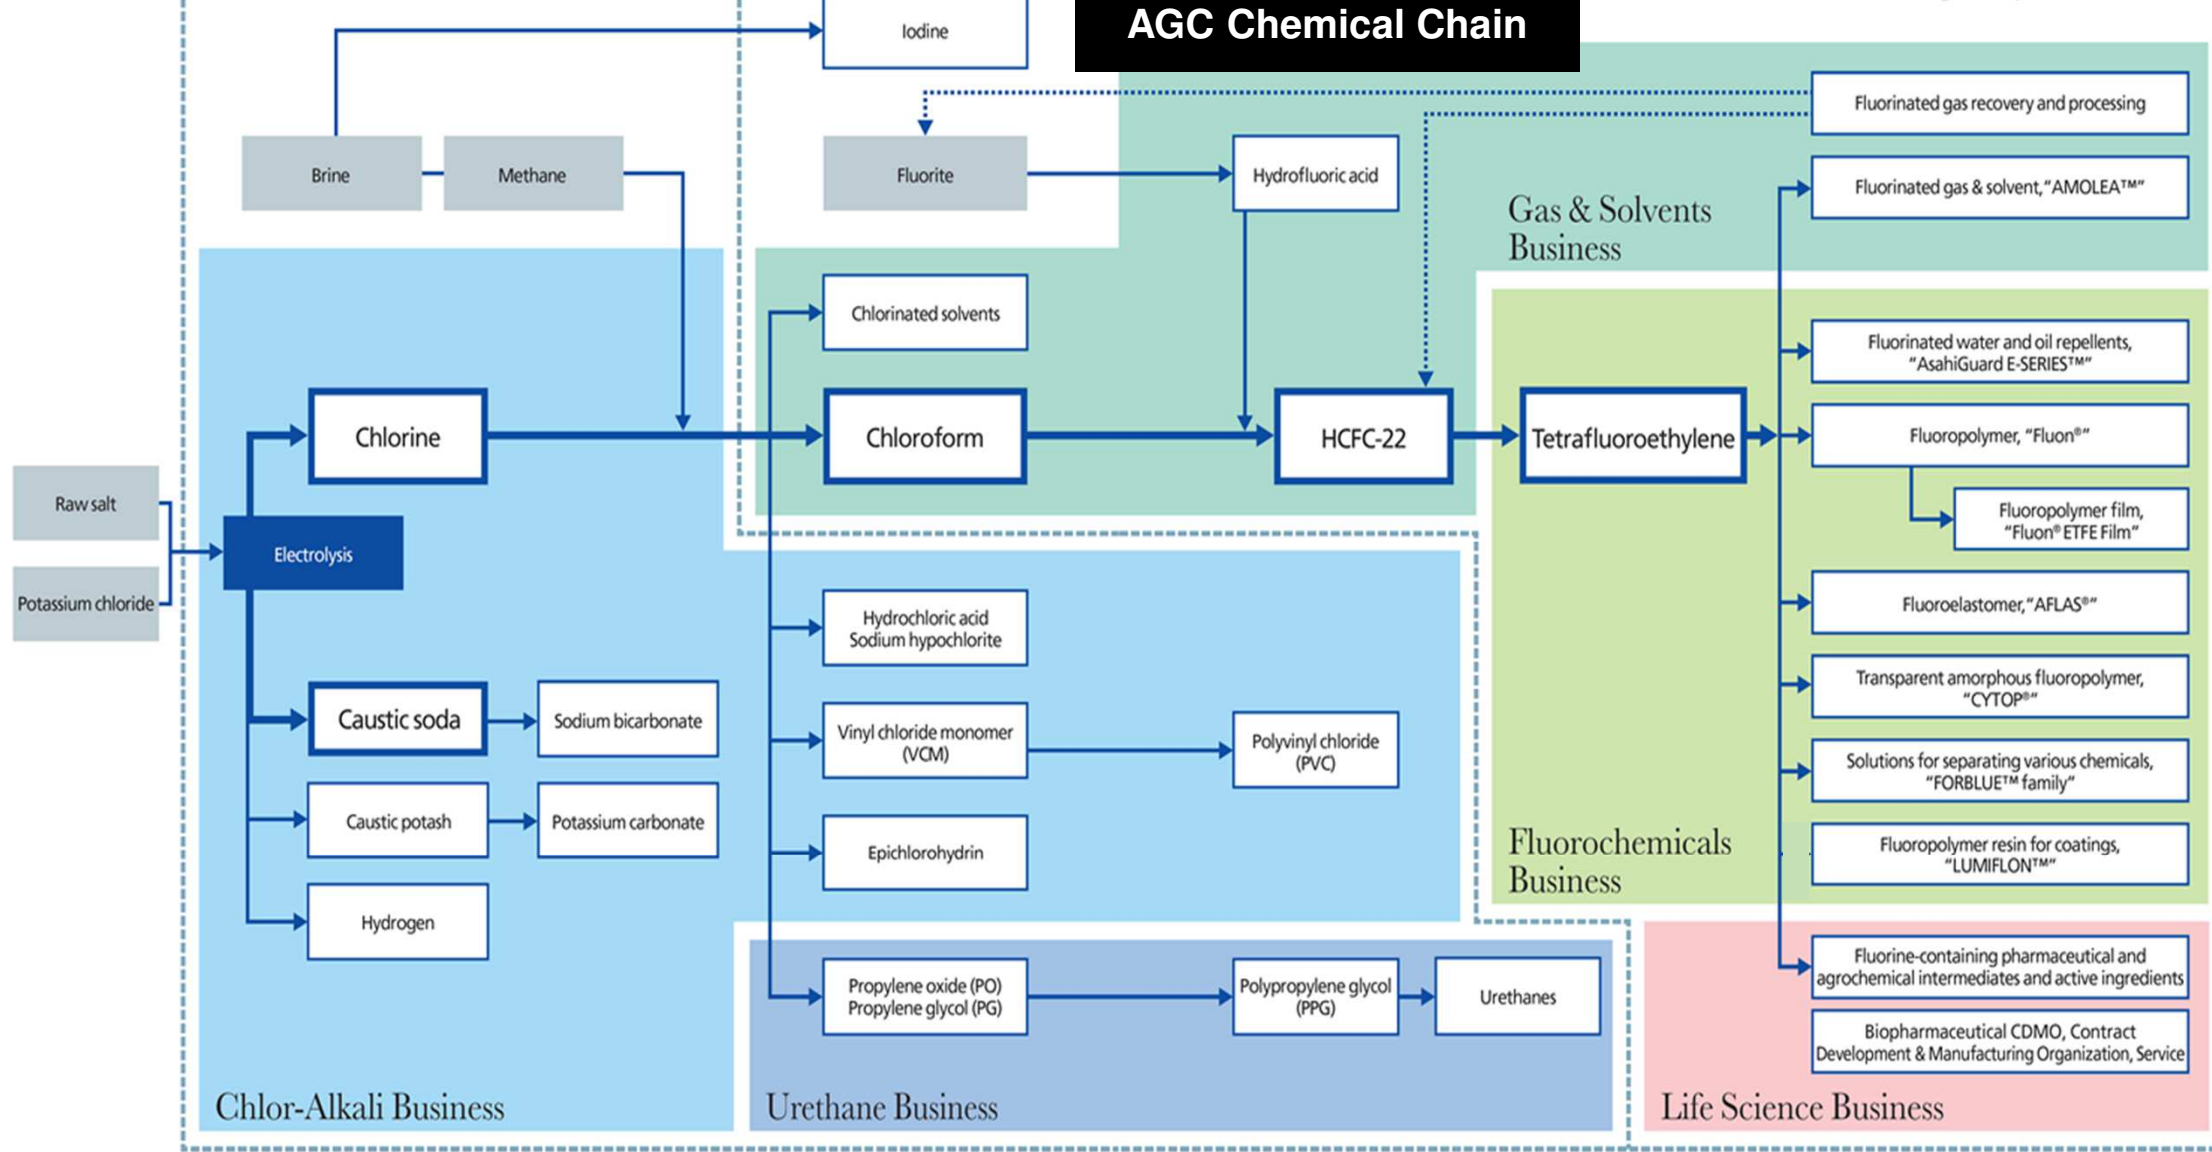 AGC Chemical Chain
Iodine
Brine
Methane
Fluorite
Hydrofluoric acid
Fluorinated gas recovery and processing
Fluorinated gas & solvent, “AMOLEA™”
Gas & Solvents
Business
Chlorinated solvents
Chlorine
Chloroform
HCFC-22
Tetrafluoroethylene
Fluorinated water and oil repellents,
“AsahiGuard E-SERIES™”
Fluoropolymer, “Fluon®”
Fluoropolymer film,
“Fluon® ETFE Film”
Fluoroelastomer, “AFLAS®”
Transparent amorphous fluoropolymer,
“CYTOP®”
Solutions for separating various chemicals,
“FORBLUE™ family”
Fluoropolymer resin for coatings,
“LUMIFLON™”
Fluorochemicals
Business
Raw salt
Potassium chloride
Electrolysis
Caustic soda
Sodium bicarbonate
Caustic potash
Potassium carbonate
Hydrogen
Hydrochloric acid
Sodium hypochlorite
Vinyl chloride monomer
(VCM)
Polyvinyl chloride
(PVC)
Epichlorohydrin
Chlor-Alkali Business
Propylene oxide (PO)
Propylene glycol (PG)
Polypropylene glycol
(PPG)
Urethanes
Urethane Business
Fluorine-containing pharmaceutical and
agrochemical intermediates and active ingredients
Biopharmaceutical CDMO, Contract
Development & Manufacturing Organization, Service
Life Science Business